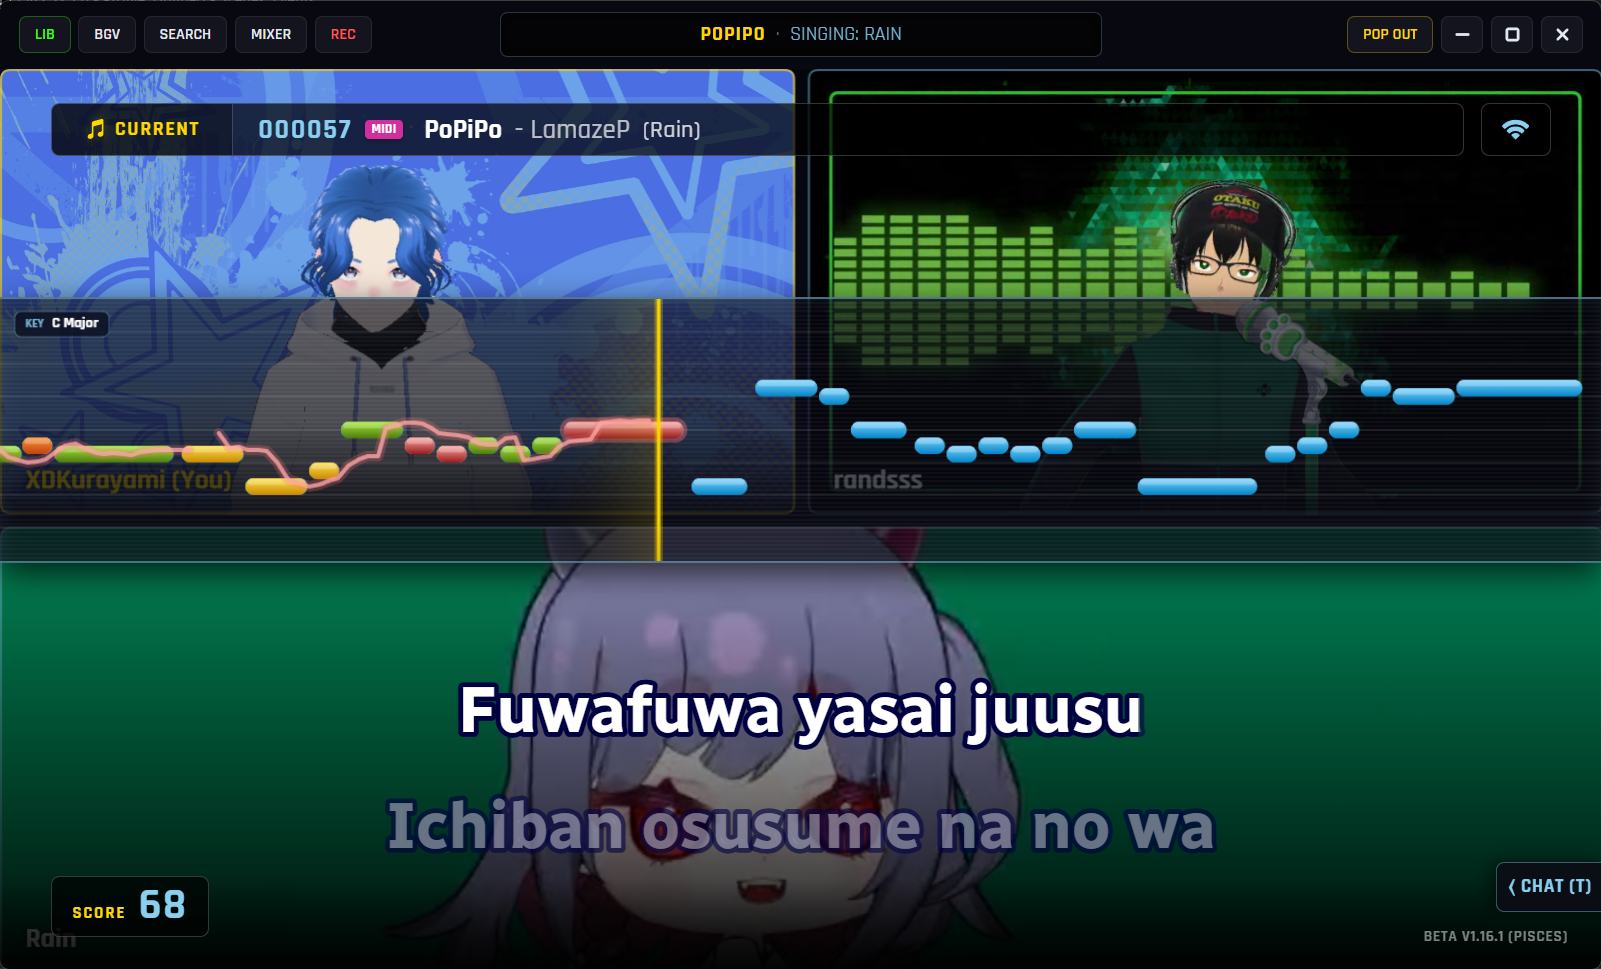 LIB
BGV
SEARCH
MIXER
REC
POPIPO · SINGING: RAIN
POP OUT
CURRENT
000057 MIDI PoPiPo - LamazeP (Rain)
OTAKU
KEY C Major
XDKurayami (You)
randsss
Fuwafuwa yasai juusu
Ichiban osusume na no wa
SCORE 68
Rain
⟨ CHAT (T)
BETA V1.16.1 (PISCES)